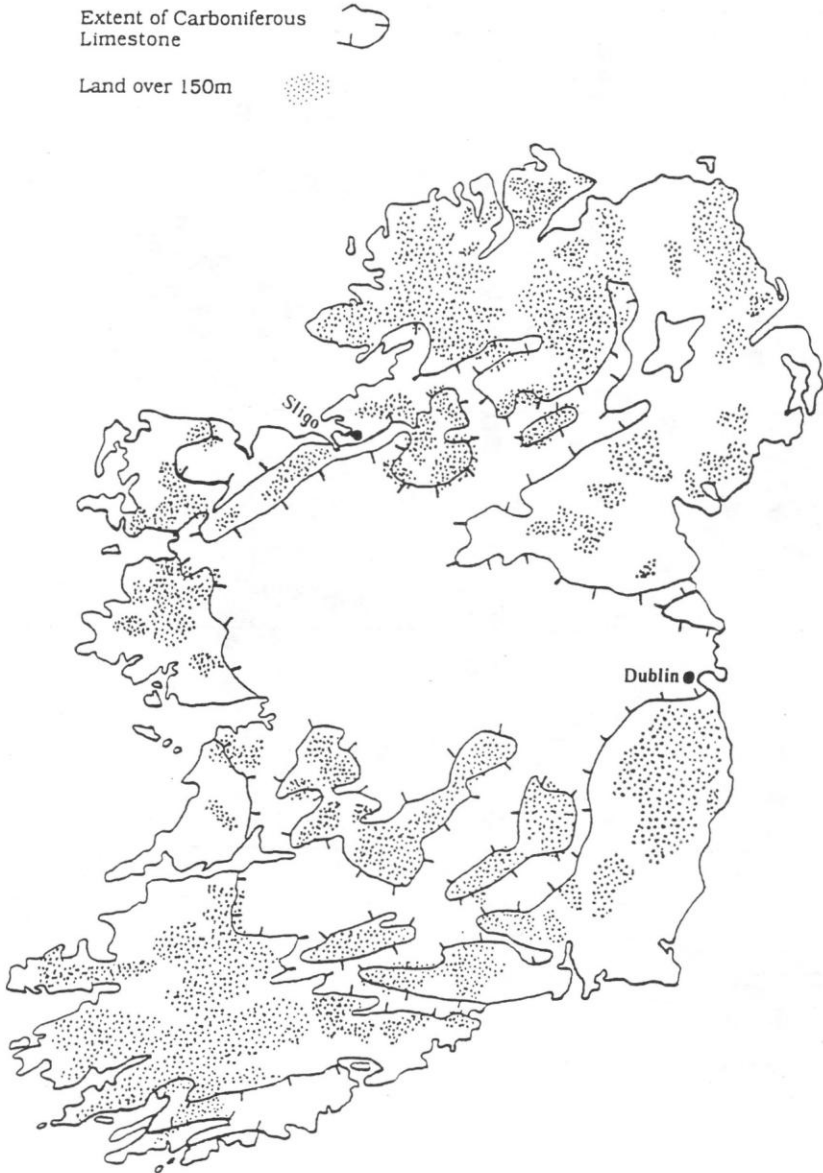 Extent of Carboniferous
Limestone
Land over 150m
Sligo
Dublin